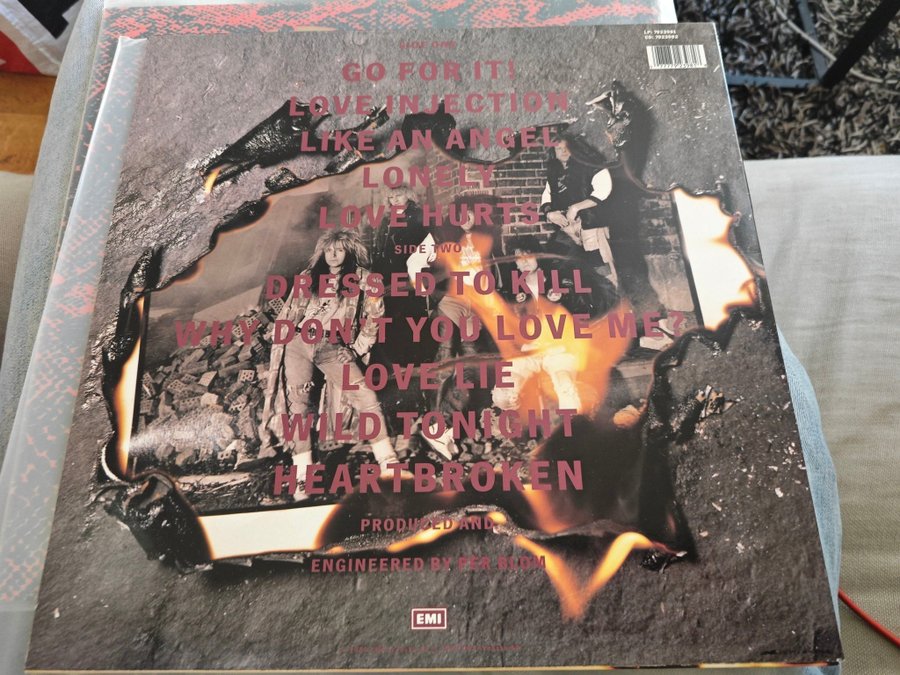 SIDE ONE
GO FOR IT!
LOVE INJECTION
LIKE AN ANGEL
LONELY
LOVE HURTS
SIDE TWO
DRESSED TO KILL
WHY DON'T YOU LOVE ME?
LOVE LIE
WILD TONIGHT
HEARTBROKEN
PRODUCED AND
ENGINEERED BY PER BLOM
EMI